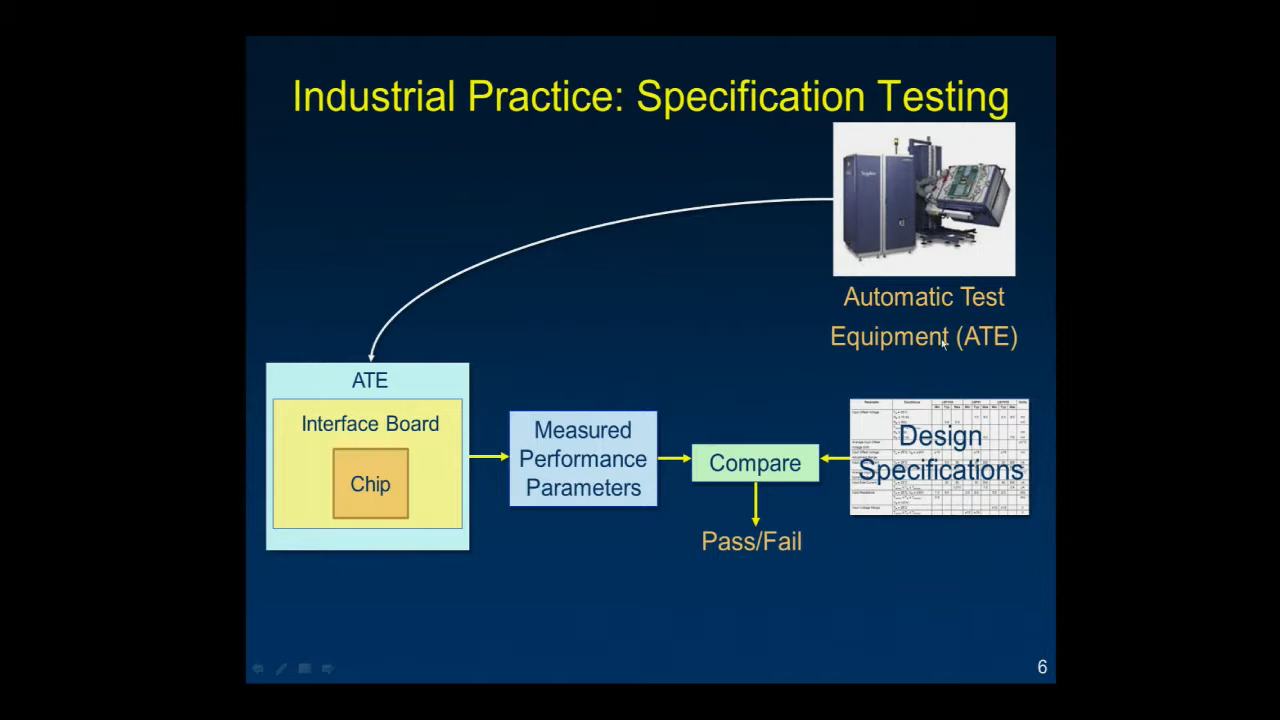 Industrial Practice: Specification Testing
Automatic Test
Equipment (ATE)
ATE
Interface Board
Chip
Measured
Performance
Parameters
Compare
Pass/Fail
Design
Specifications
6